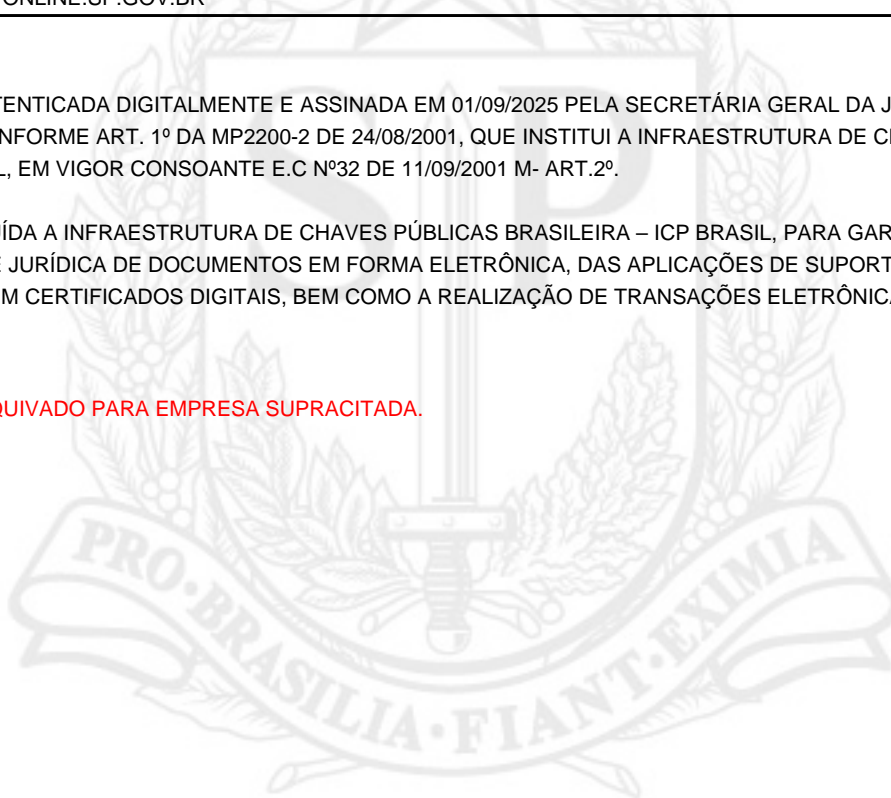 ONLINE.SP.GOV.BR
TENTICADA DIGITALMENTE E ASSINADA EM 01/09/2025 PELA SECRETÁRIA GERAL DA J
NFORME ART. 1º DA MP2200-2 DE 24/08/2001, QUE INSTITUI A INFRAESTRUTURA DE C
L, EM VIGOR CONSOANTE E.C Nº32 DE 11/09/2001 M- ART.2º.
ÍDA A INFRAESTRUTURA DE CHAVES PÚBLICAS BRASILEIRA – ICP BRASIL, PARA GAR
E JURÍDICA DE DOCUMENTOS EM FORMA ELETRÔNICA, DAS APLICAÇÕES DE SUPORT
M CERTIFICADOS DIGITAIS, BEM COMO A REALIZAÇÃO DE TRANSAÇÕES ELETRÔNICA
QUIVADO PARA EMPRESA SUPRACITADA.
SP
PRO·BRASILIA·FIANT·EXIMIA